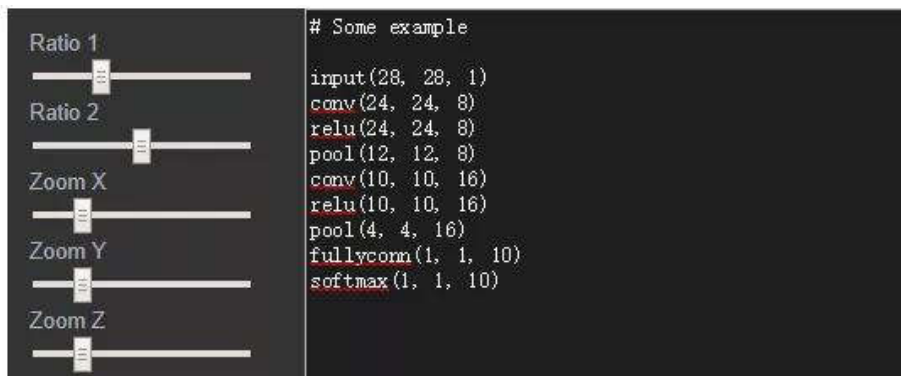 Ratio 1
Ratio 2
Zoom X
Zoom Y
Zoom Z
# Some example
input(28, 28, 1)
conv(24, 24, 8)
relu(24, 24, 8)
pool(12, 12, 8)
conv(10, 10, 16)
relu(10, 10, 16)
pool(4, 4, 16)
fullyconn(1, 1, 10)
softmax(1, 1, 10)